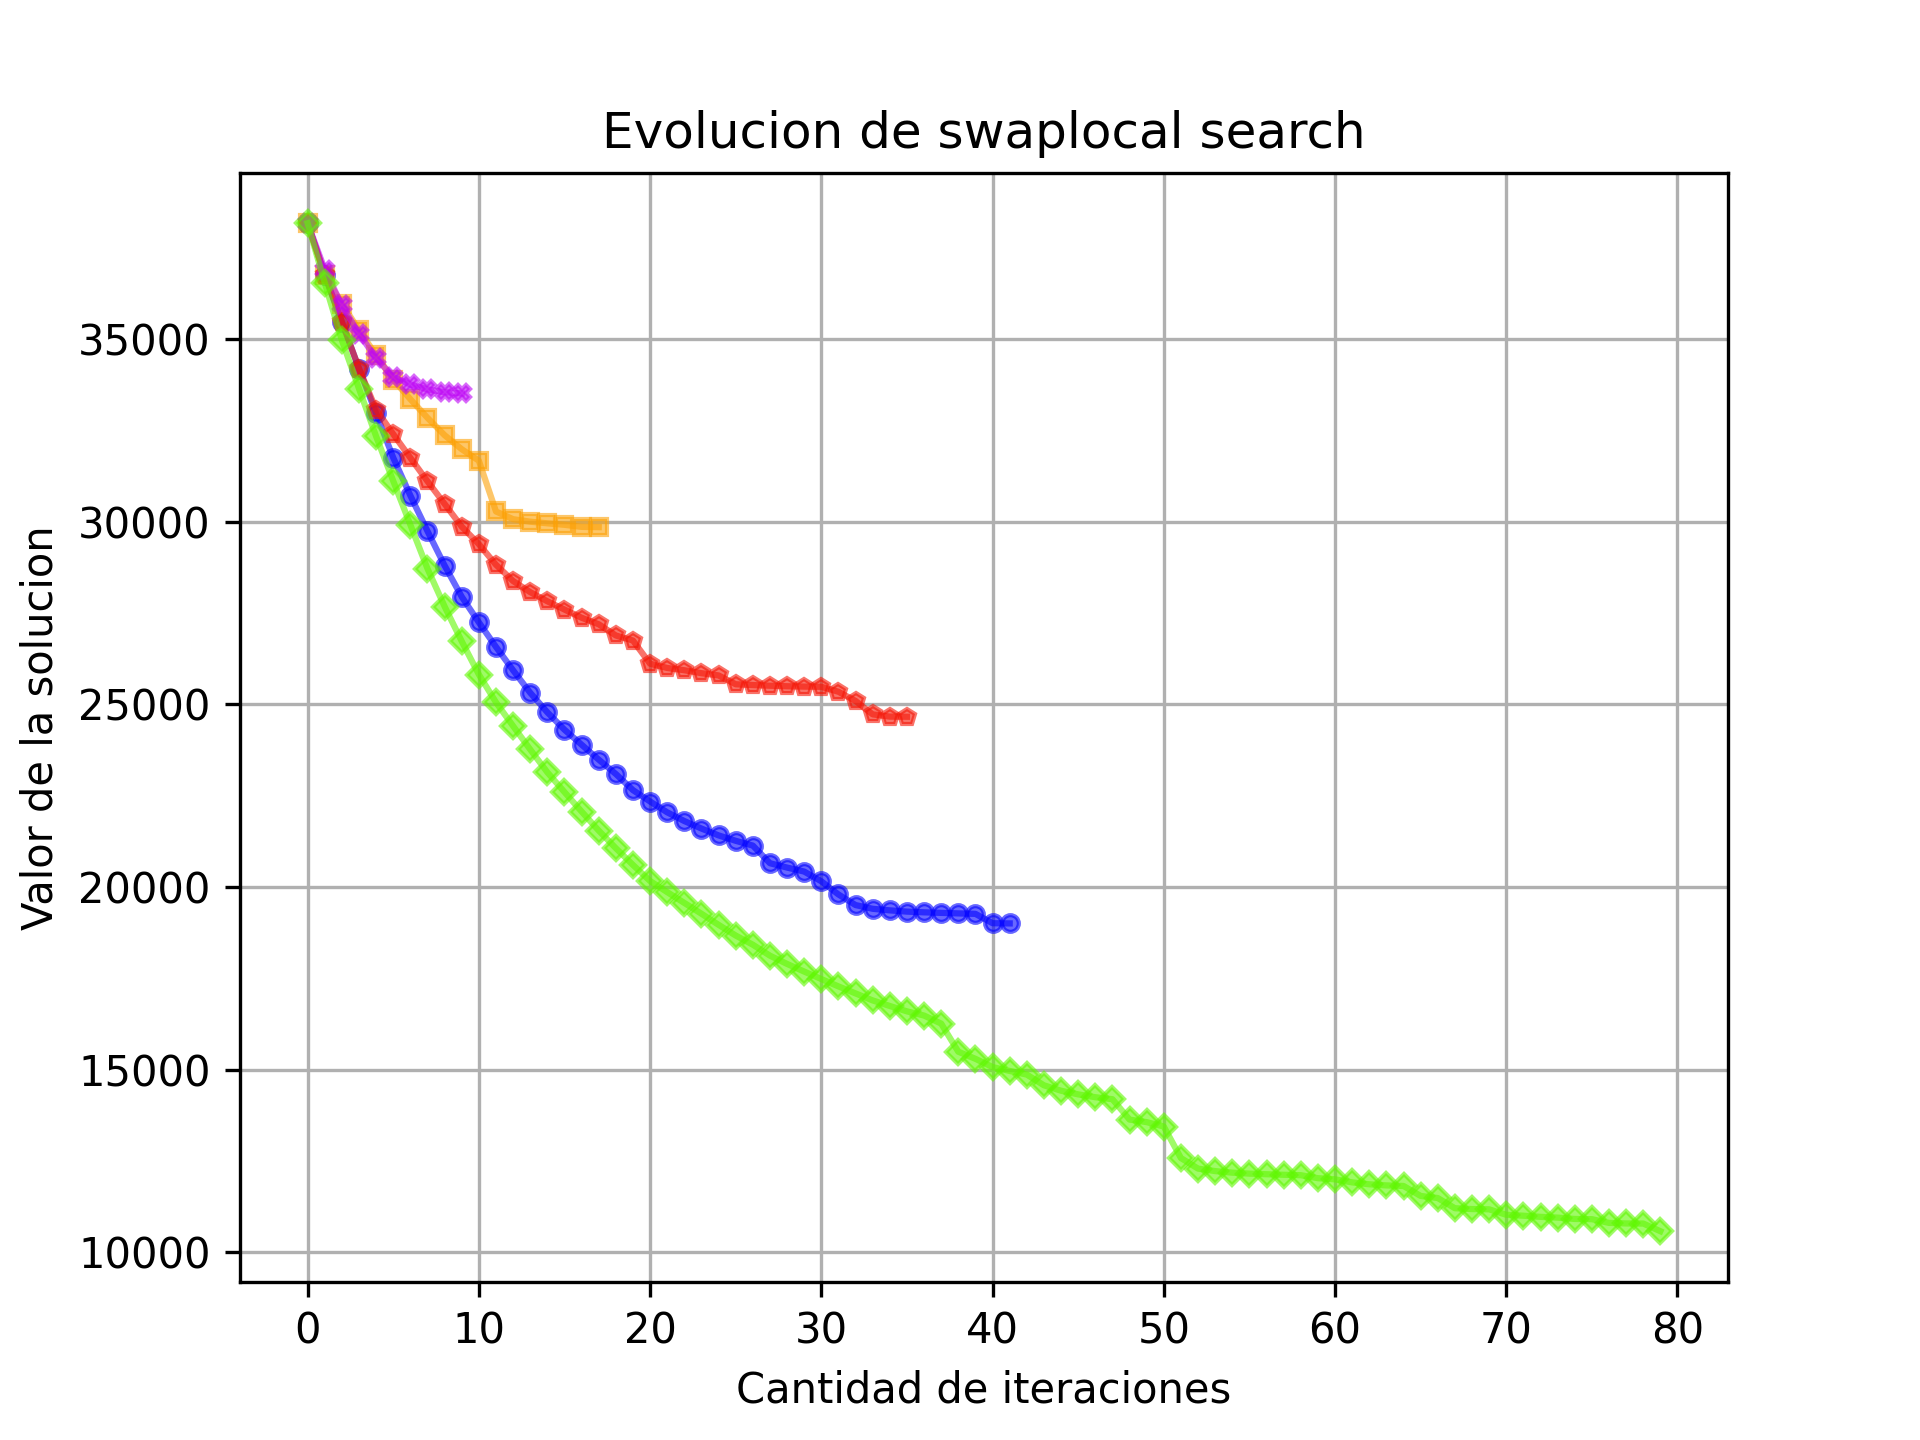 Evolucion de swaplocal search
Valor de la solucion
35000
30000
25000
20000
15000
10000
0 10 20 30 40 50 60 70 80
Cantidad de iteraciones